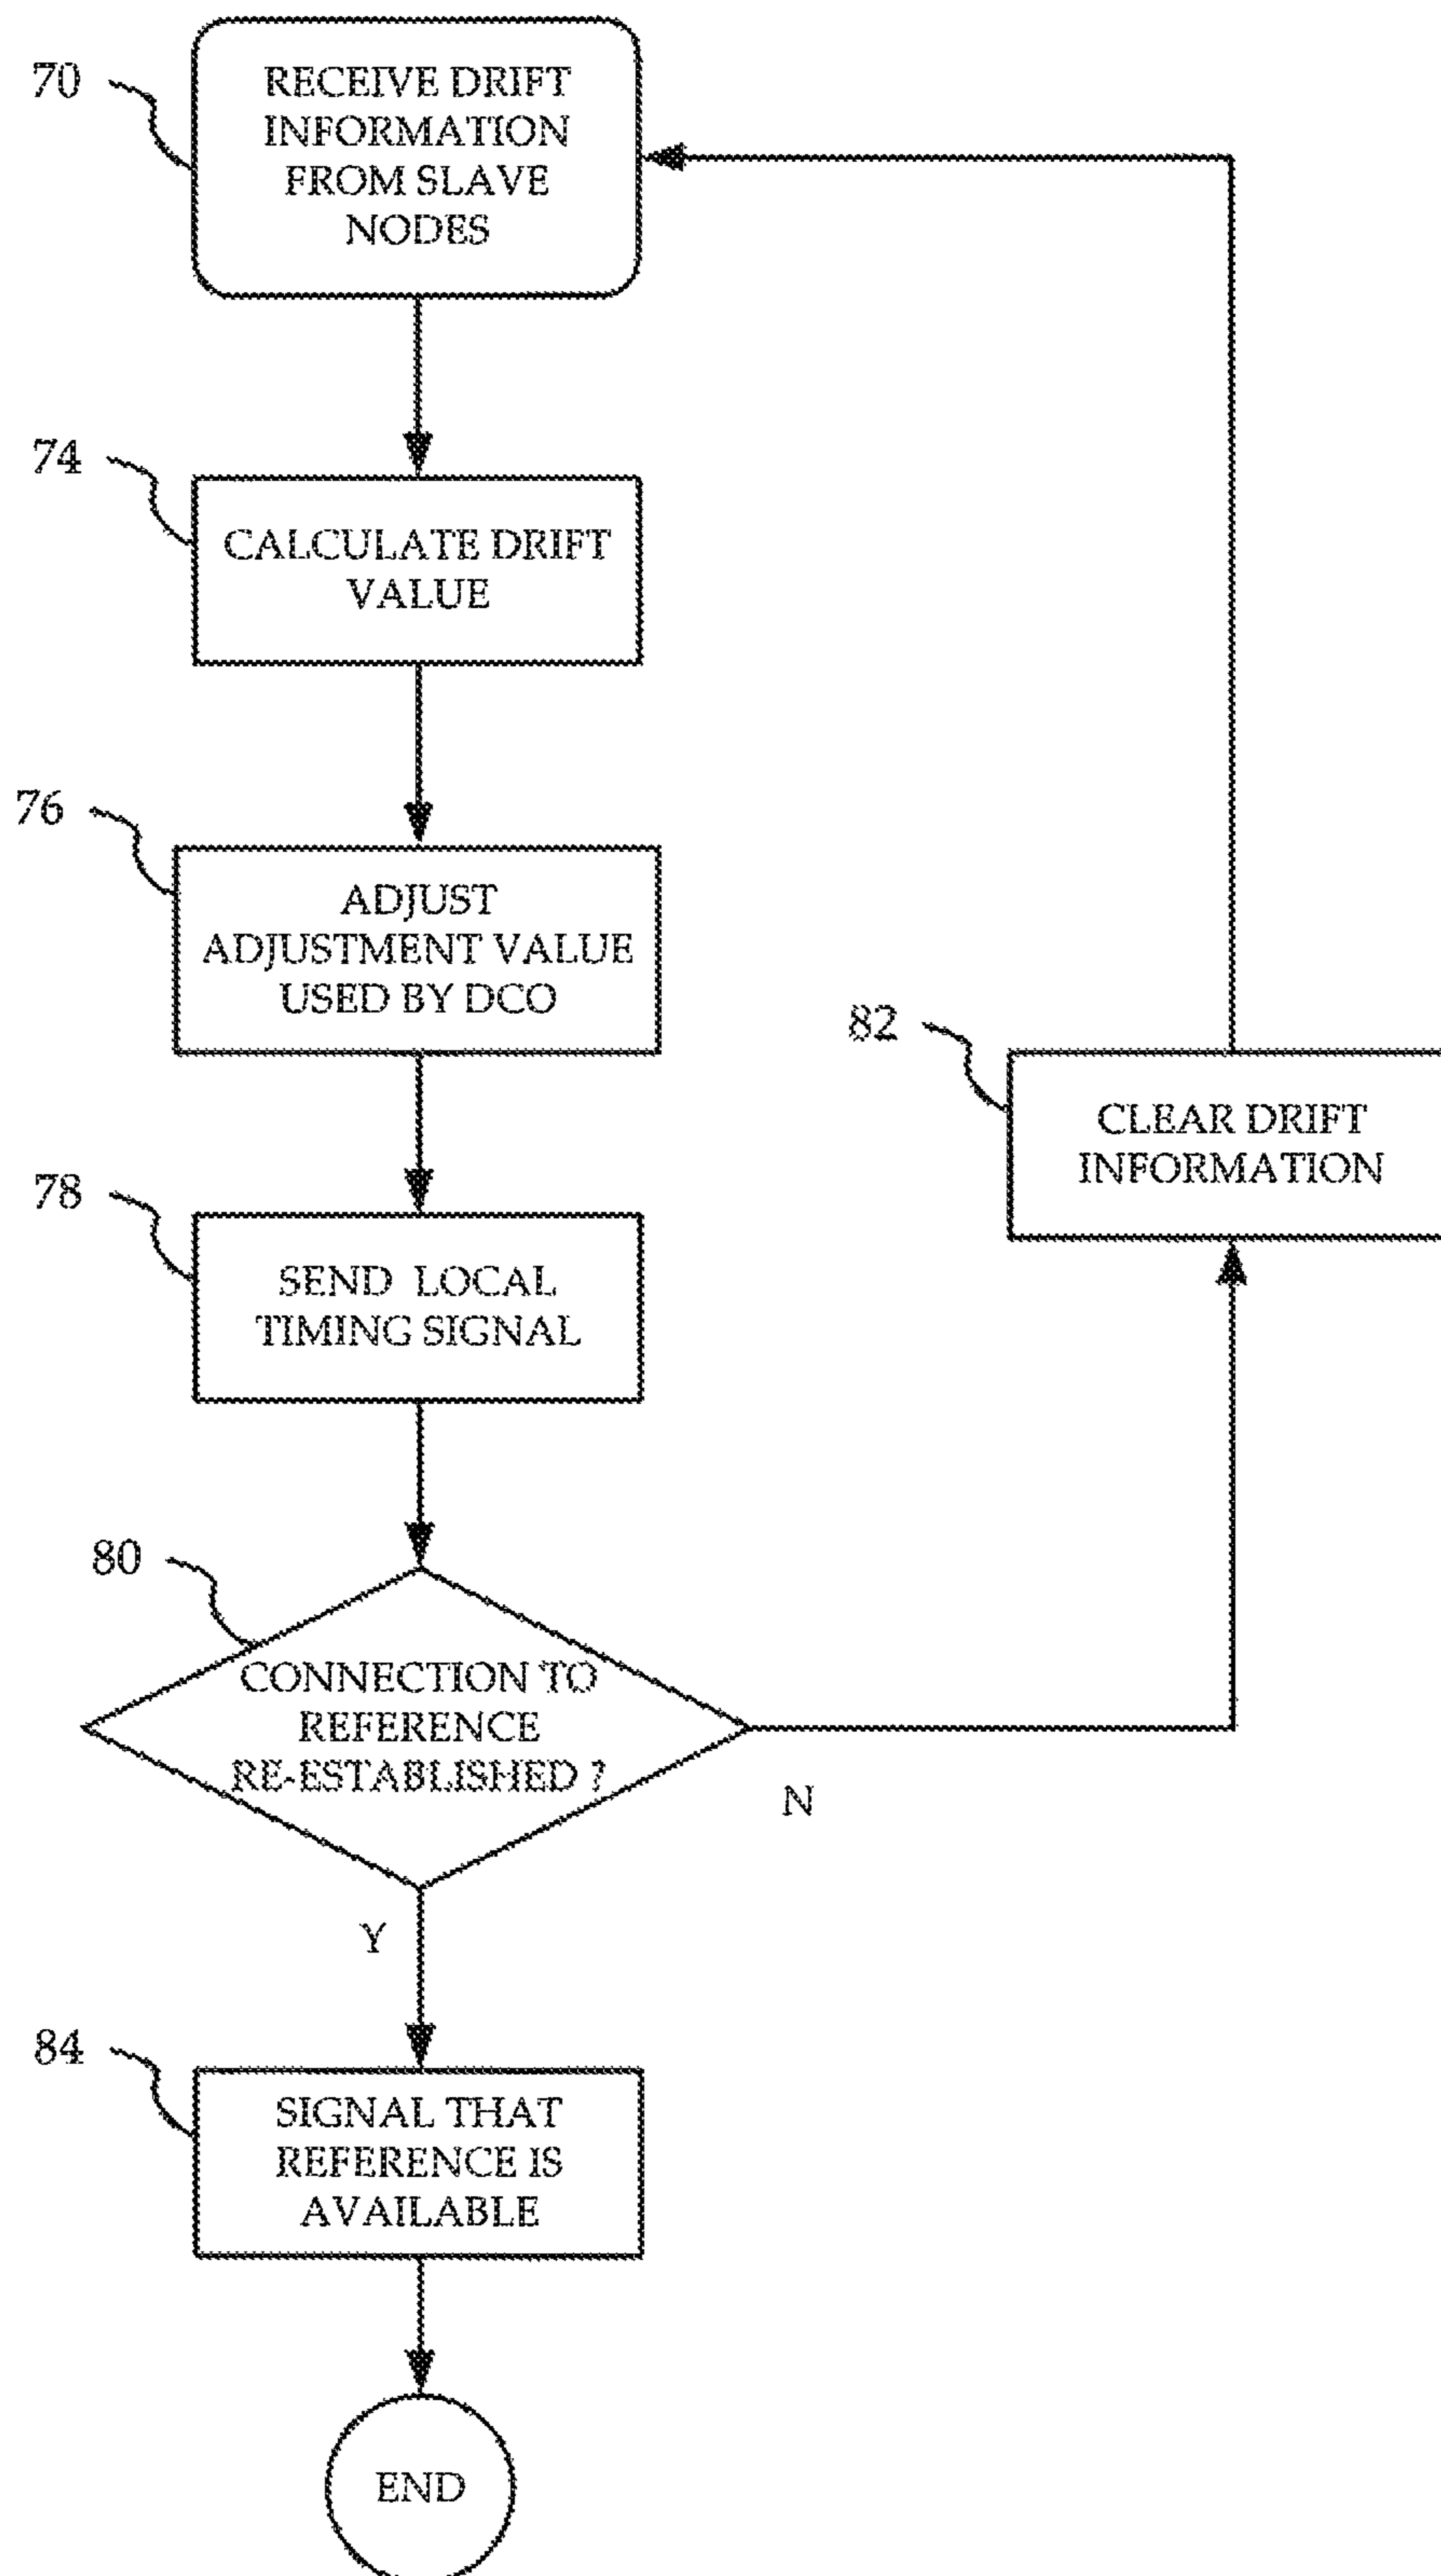 70
RECEIVE DRIFT
INFORMATION
FROM SLAVE
NODES
74
CALCULATE DRIFT
VALUE
76
ADJUST
ADJUSTMENT VALUE
USED BY DCO
82
CLEAR DRIFT
INFORMATION
78
SEND LOCAL
TIMING SIGNAL
80
CONNECTION TO
REFERENCE
RE-ESTABLISHED ?
N
Y
84
SIGNAL THAT
REFERENCE IS
AVAILABLE
END